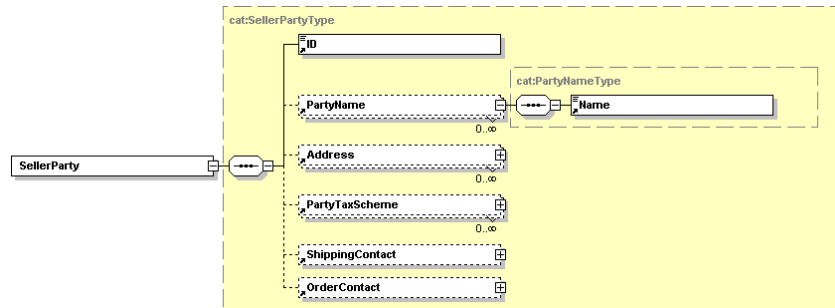 cat:SellerPartyType
ID
cat:PartyNameType
PartyName
Name
0..∞
Address
0..∞
SellerParty
PartyTaxScheme
0..∞
ShippingContact
OrderContact